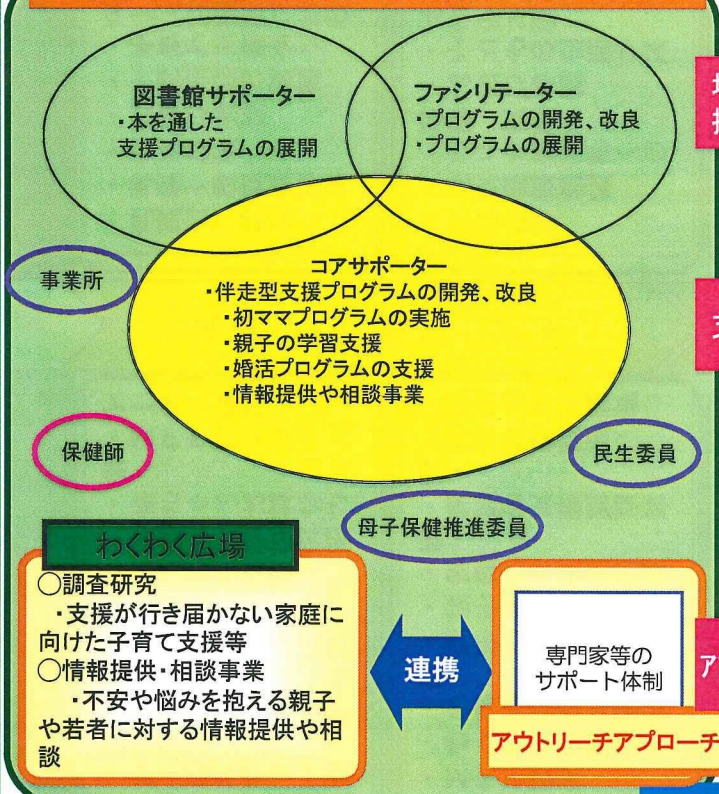 図書館サポーター
・本を通した
支援プログラムの展開
ファシリテーター
・プログラムの開発、改良
・プログラムの展開
コアサポーター
・伴走型支援プログラムの開発、改良
・初ママプログラムの実施
・親子の学習支援
・婚活プログラムの支援
・情報提供や相談事業
事業所
保健師
民生委員
母子保健推進委員
わくわく広場
○調査研究
・支援が行き届かない家庭に
向けた子育て支援等
○情報提供・相談事業
・不安や悩みを抱える親子
や若者に対する情報提供や相
談
連携
専門家等の
サポート体制
ア
アウトリーチアプローチ